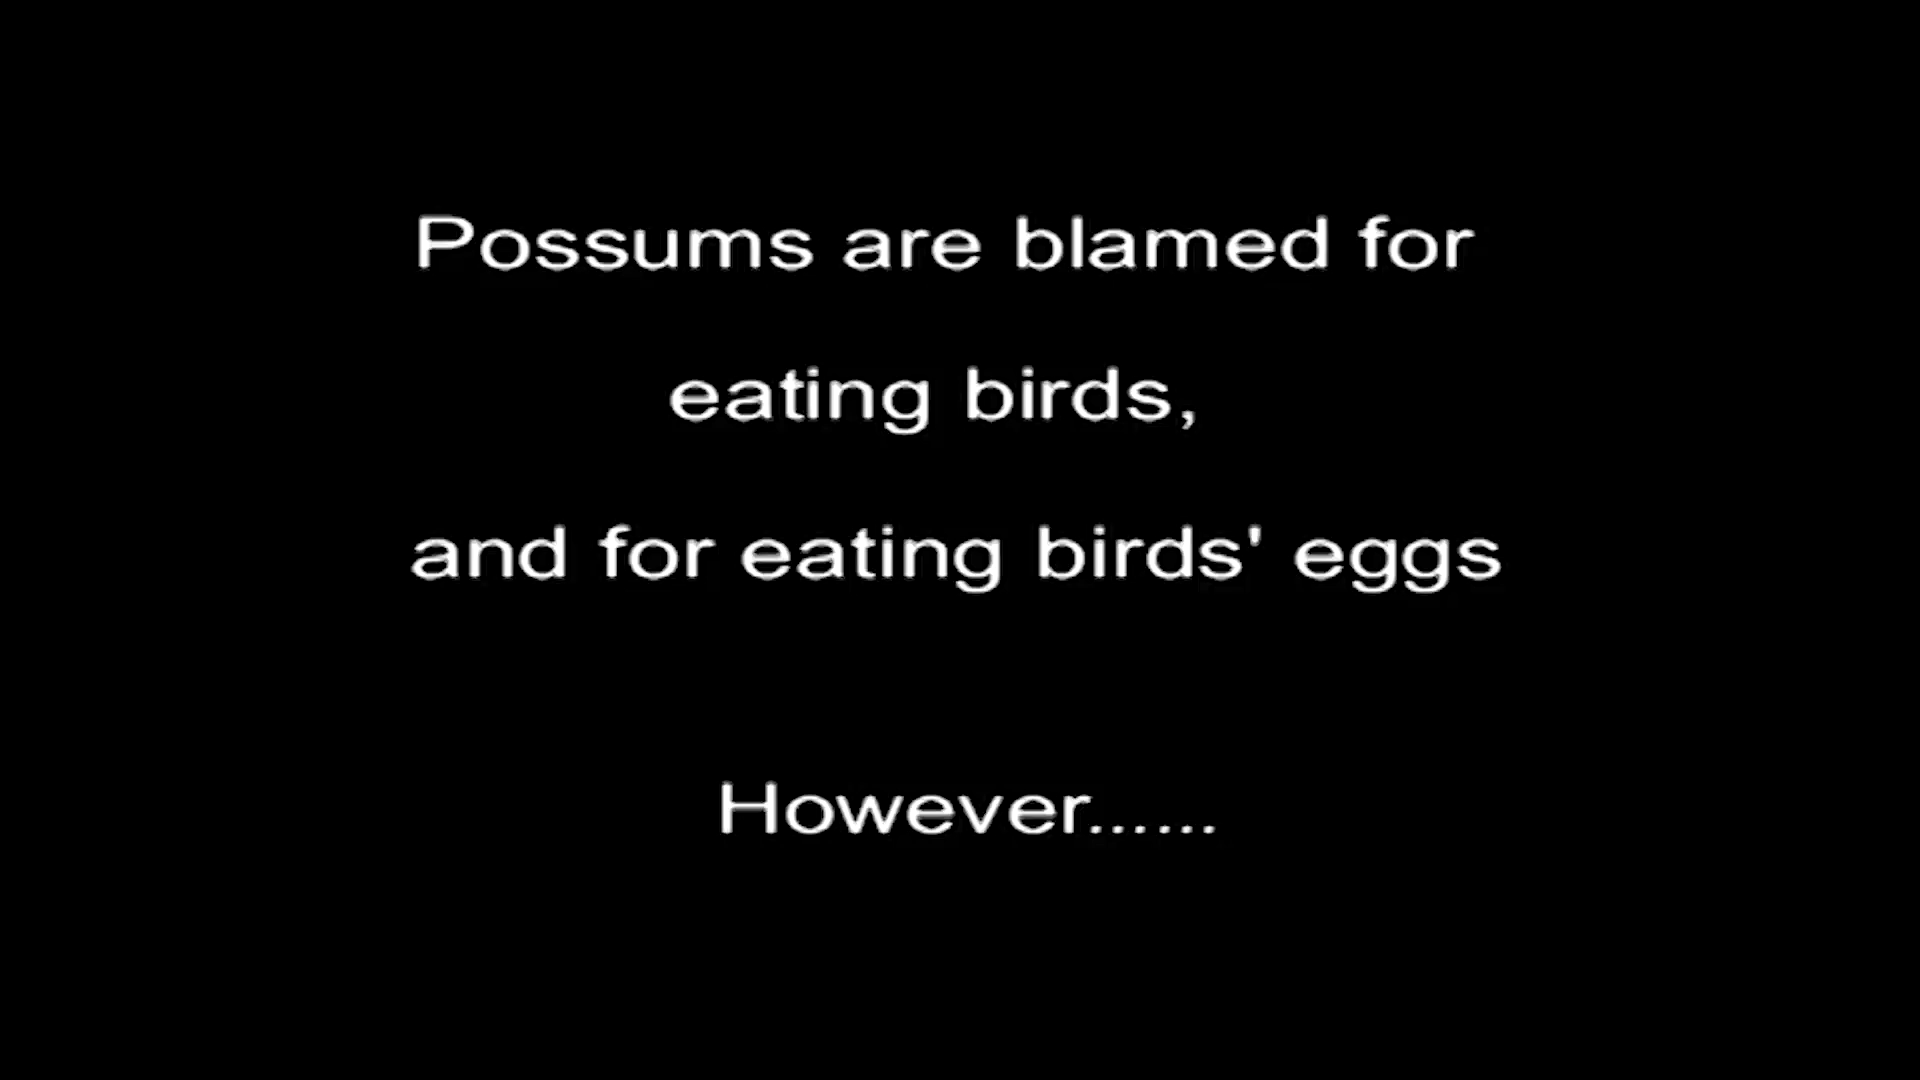 Possums are blamed for
eating birds,
and for eating birds' eggs
However......